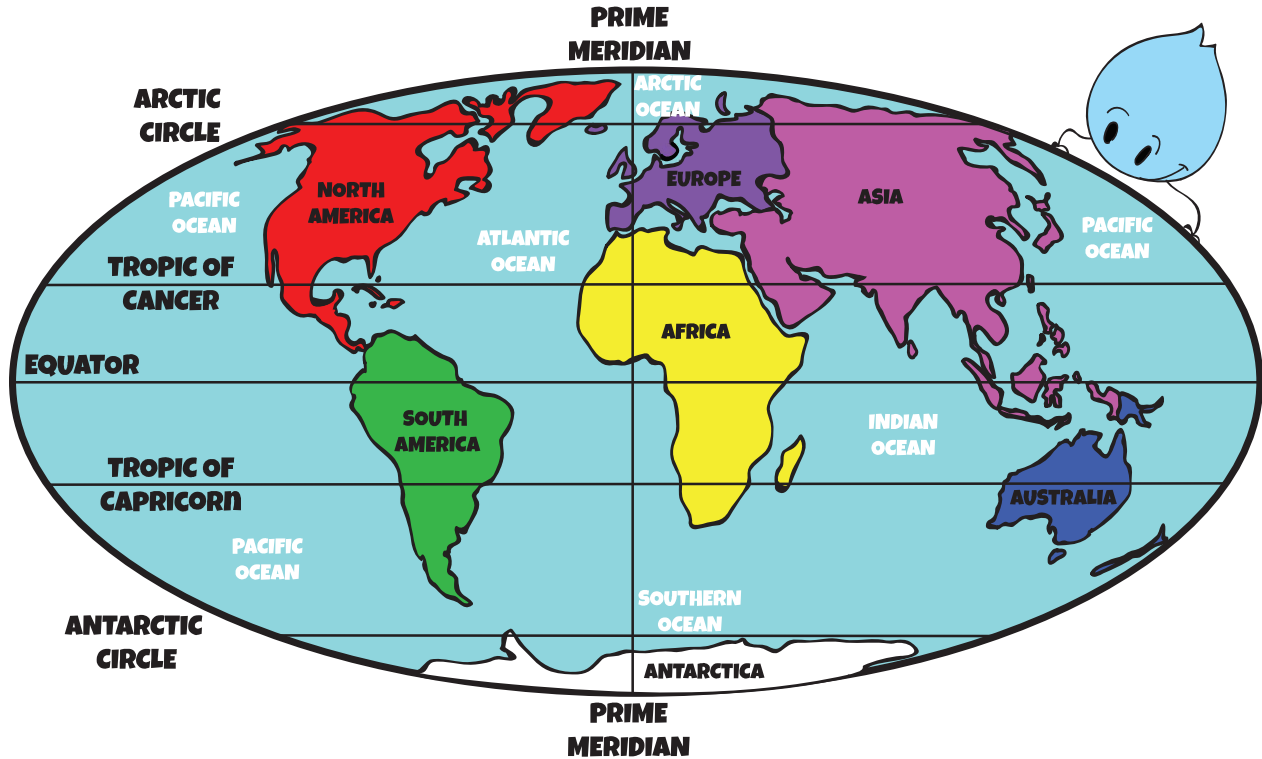 PRIME
MERIDIAN
ARCTIC
OCEAN
ARCTIC
CIRCLE
NORTH
AMERICA
EUROPE
ASIA
PACIFIC
OCEAN
ATLANTIC
OCEAN
PACIFIC
OCEAN
TROPIC OF
CANCER
AFRICA
EQUATOR
SOUTH
AMERICA
INDIAN
OCEAN
TROPIC OF
CAPRICORn
AUSTRALIA
PACIFIC
OCEAN
SOUTHERN
OCEAN
ANTARCTIC
CIRCLE
ANTARCTICA
PRIME
MERIDIAN